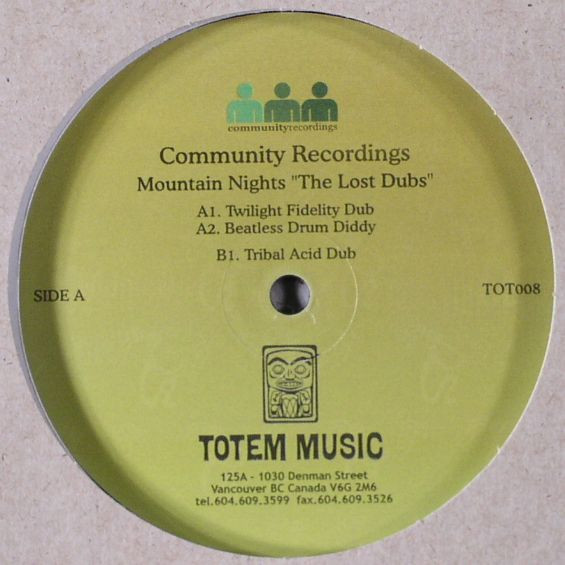 communityrecordings
Community Recordings
Mountain Nights "The Lost Dubs"
A1. Twilight Fidelity Dub
A2. Beatless Drum Diddy
B1. Tribal Acid Dub
SIDE A
TOT008
TOTEM MUSIC
125A - 1030 Denman Street
Vancouver BC Canada V6G 2M6
tel.604.609.3599 fax.604.609.3526